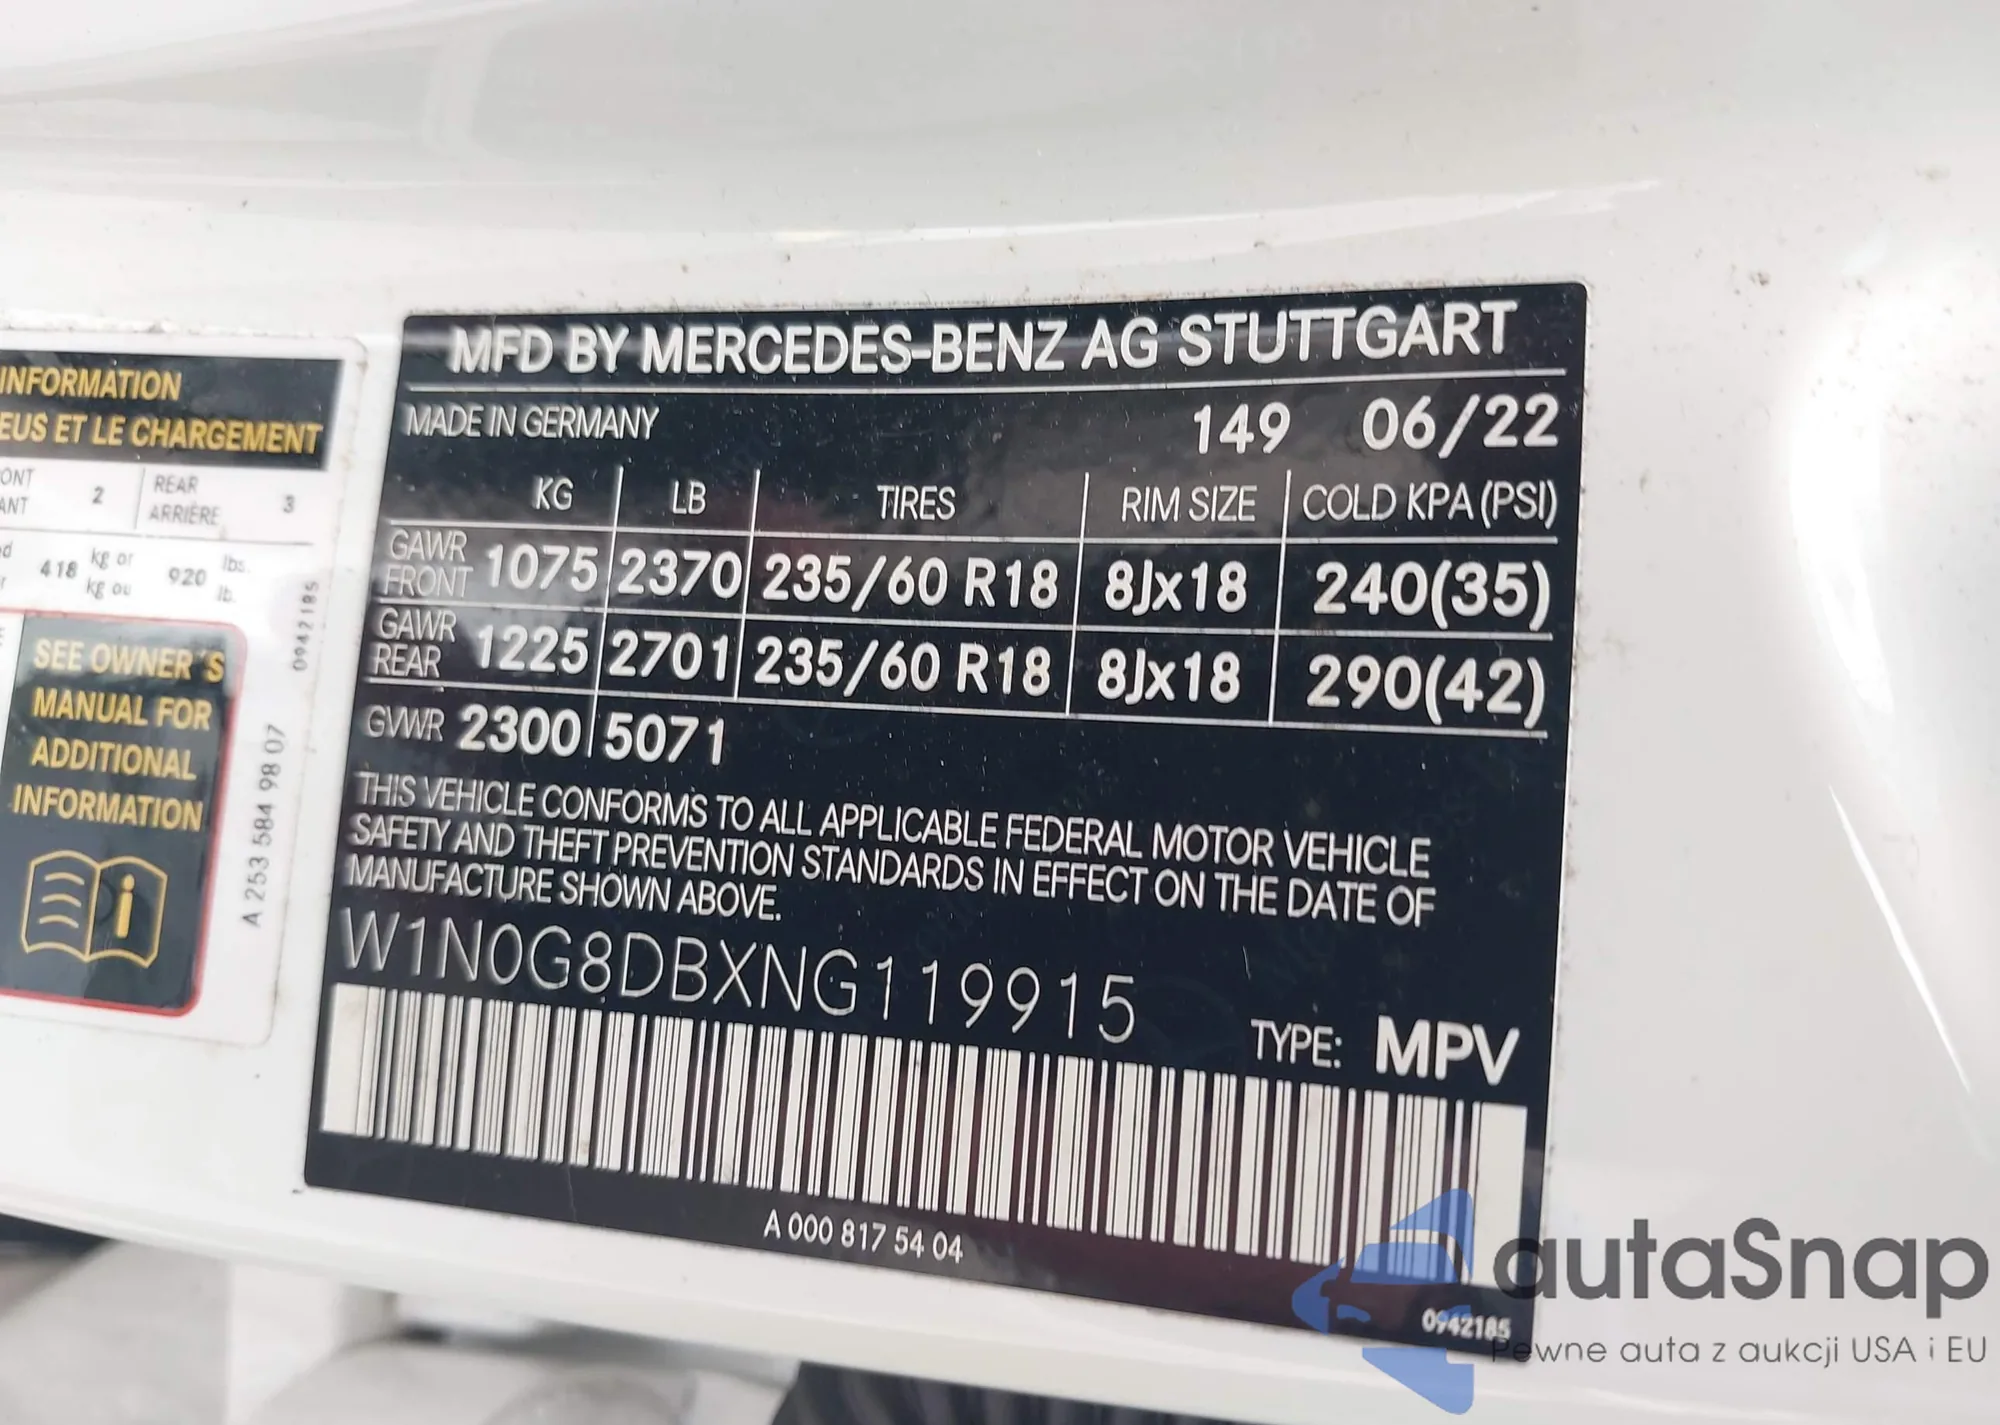 INFORMATION
EUS ET LE CHARGEMENT
ONT
ANT
2
REAR
ARRIÈRE
3
418 kg or
kg ou
920 lbs.
lb.
SEE OWNER'S
MANUAL FOR
ADDITIONAL
INFORMATION
A 253 584 98 07
0942185
MFD BY MERCEDES-BENZ AG STUTTGART
MADE IN GERMANY 149 06/22
KG LB TIRES RIM SIZE COLD KPA (PSI)
GAWR
FRONT 1075 2370 235/60 R18 8Jx18 240(35)
GAWR
REAR 1225 2701 235/60 R18 8Jx18 290(42)
GVWR 2300 5071
THIS VEHICLE CONFORMS TO ALL APPLICABLE FEDERAL MOTOR VEHICLE
SAFETY AND THEFT PREVENTION STANDARDS IN EFFECT ON THE DATE OF
MANUFACTURE SHOWN ABOVE.
W1N0G8DBXNG119915
TYPE: MPV
A 000 817 54 04
0942185
autaSnap
Pewne auta z aukcji USA i EU